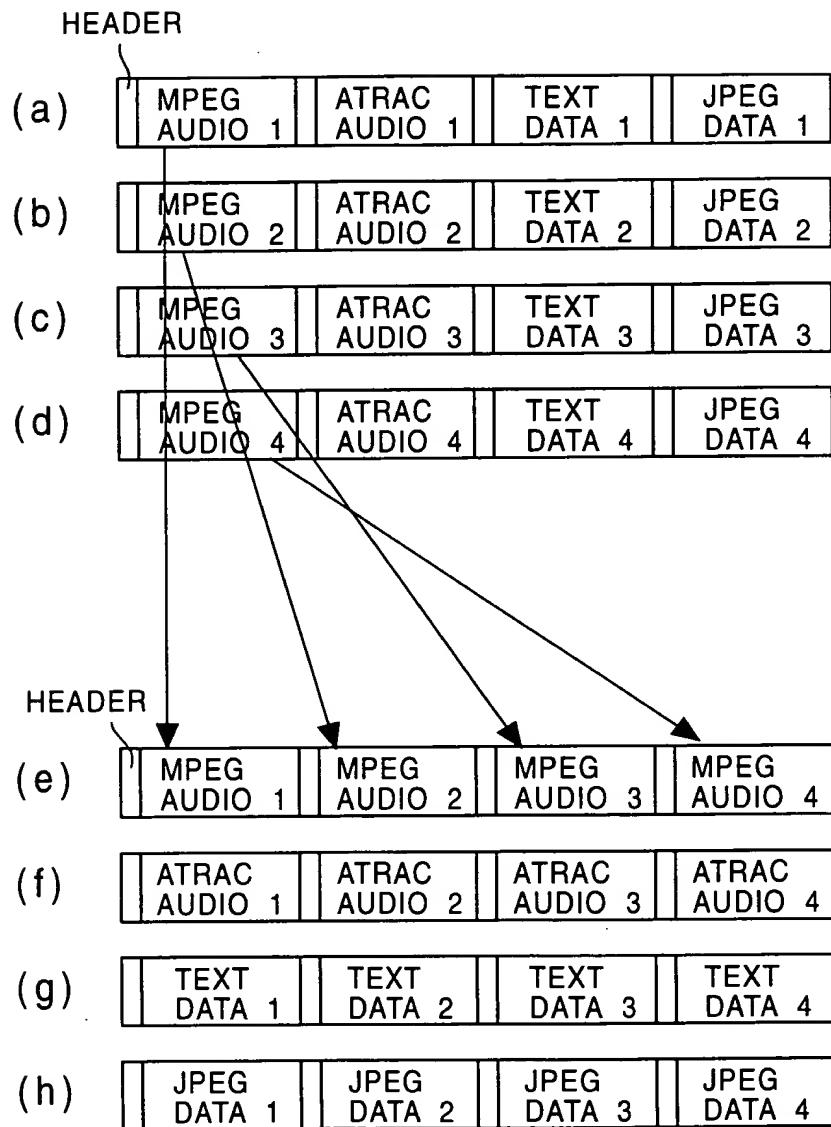 HEADER
(a) MPEG ATRAC TEXT JPEG
AUDIO 1 AUDIO 1 DATA 1 DATA 1
(b) MPEG ATRAC TEXT JPEG
AUDIO 2 AUDIO 2 DATA 2 DATA 2
(c) MPEG ATRAC TEXT JPEG
AUDIO 3 AUDIO 3 DATA 3 DATA 3
(d) MPEG ATRAC TEXT JPEG
AUDIO 4 AUDIO 4 DATA 4 DATA 4
HEADER
(e) MPEG MPEG MPEG MPEG
AUDIO 1 AUDIO 2 AUDIO 3 AUDIO 4
(f) ATRAC ATRAC ATRAC ATRAC
AUDIO 1 AUDIO 2 AUDIO 3 AUDIO 4
(g) TEXT TEXT TEXT TEXT
DATA 1 DATA 2 DATA 3 DATA 4
(h) JPEG JPEG JPEG JPEG
DATA 1 DATA 2 DATA 3 DATA 4